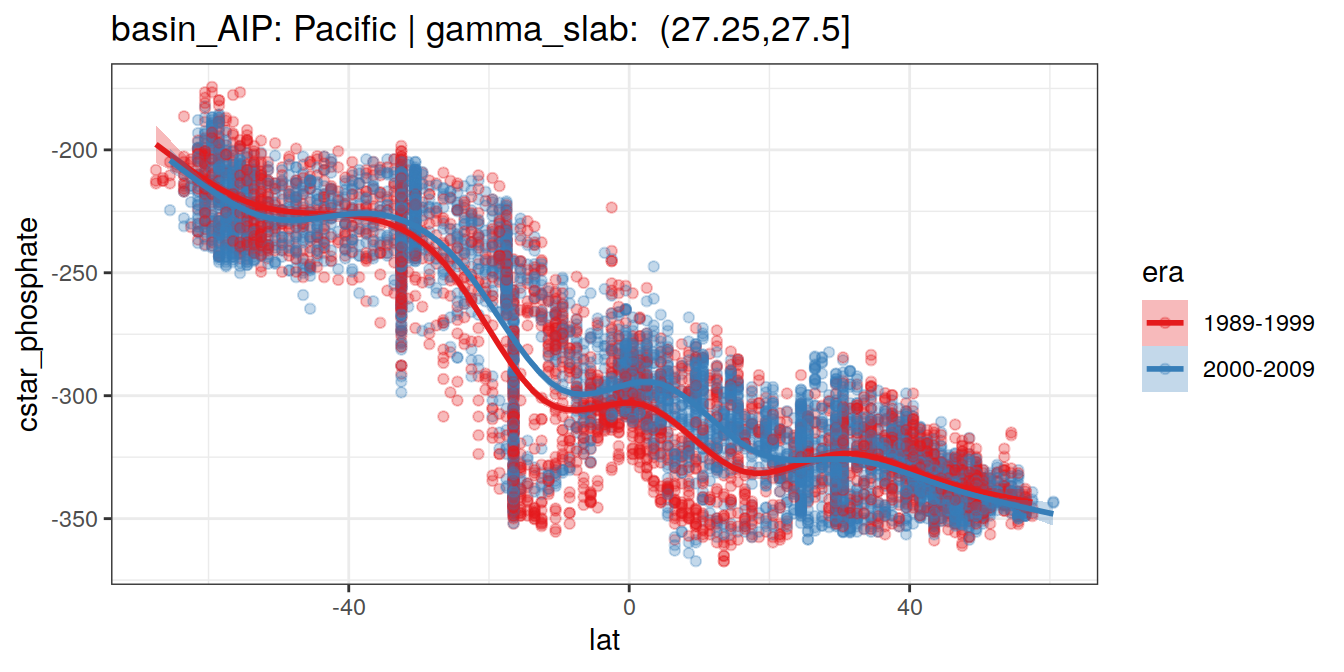 basin_AIP: Pacific | gamma_slab:  (27.25,27.5]
cstar_phosphate
-200
-250
-300
-350
-40
0
40
lat
era
1989-1999
2000-2009